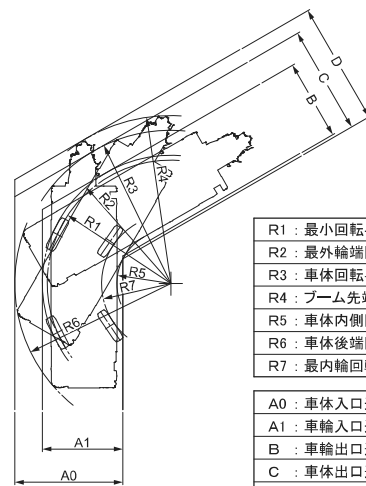 D
C
B
R4
R3
R2
R1
R5
R7
R6
A1
A0
R1 : 最小回転
R2 : 最外輪端
R3 : 車体回転
R4 : ブーム先
R5 : 車体内側
R6 : 車体後端
R7 : 最内輪回
A0 : 車体入口
A1 : 車輪入口
B : 車輪出口
C : 車体出口